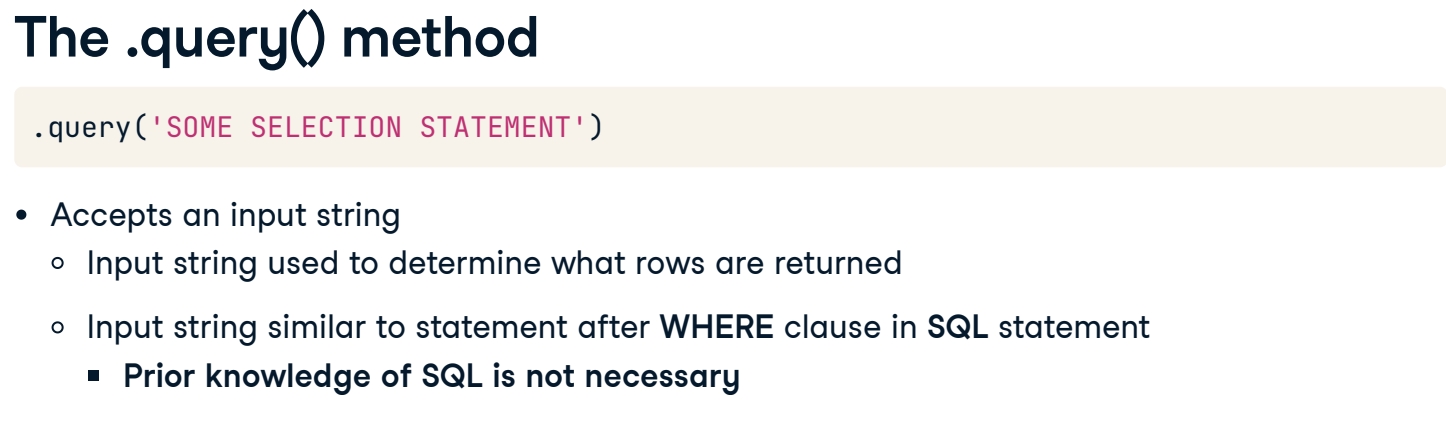 The .query() method
.query('SOME SELECTION STATEMENT')
• Accepts an input string
○ Input string used to determine what rows are returned
○ Input string similar to statement after WHERE clause in SQL statement
■ Prior knowledge of SQL is not necessary